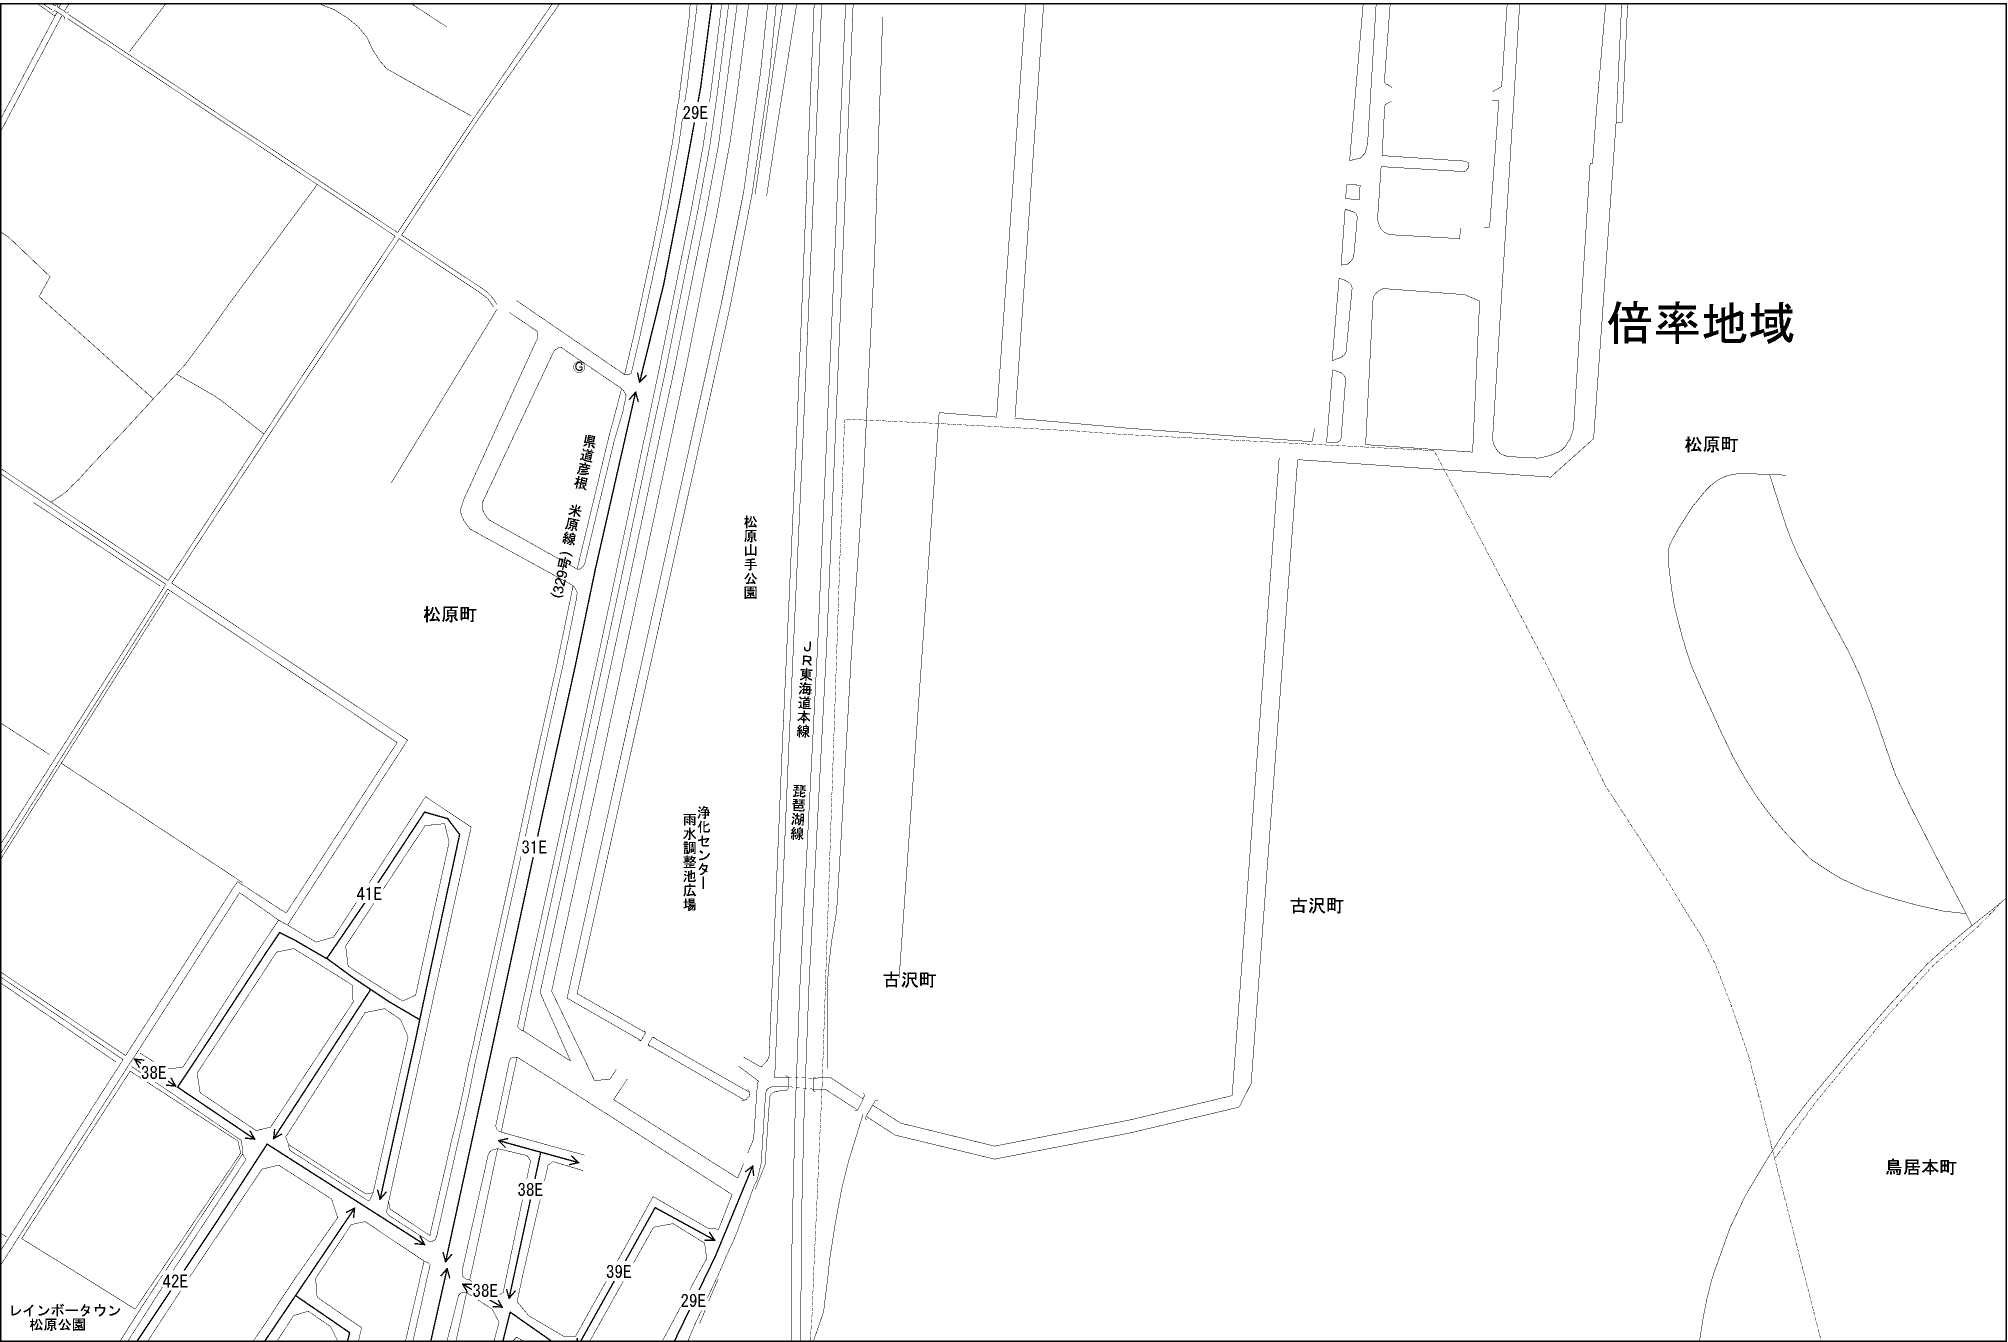 29E
倍率地域
Ⓖ
県道彦根 米原線
(329号)
松原町
松原山手公園
松原町
JR東海道本線 琵琶湖線
浄化センター
雨水調整池広場
31E
41E
古沢町
古沢町
38E
鳥居本町
38E
39E
42E
38E
29E
レインボータウン
松原公園